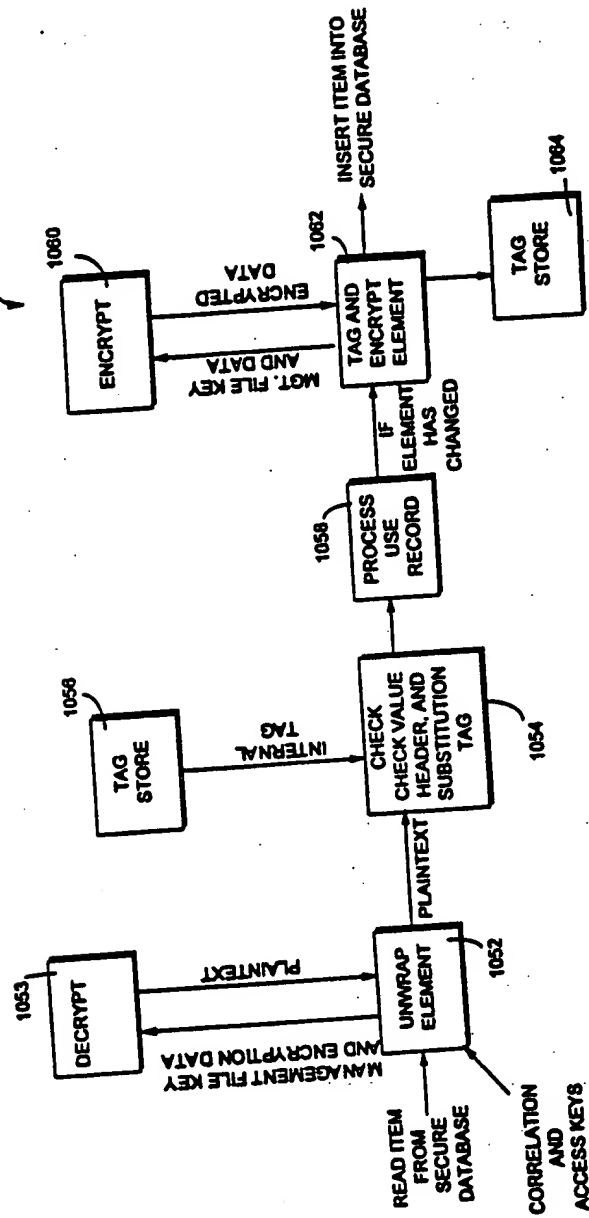 1053
DECRYPT
MANAGEMENT FILE KEY
AND ENCRYPTION DATA
PLAINTEXT
READ ITEM
FROM
SECURE
DATABASE
CORRELATION
AND
ACCESS KEYS
UNWRAP
ELEMENT
1052
PLAINTEXT
1056
TAG
STORE
INTERNAL
TAG
CHECK
CHECK VALUE
HEADER, AND
SUBSTITUTION
TAG
1054
1058
PROCESS
USE
RECORD
IF
ELEMENT
HAS
CHANGED
1060
ENCRYPT
MGT. FILE KEY
AND DATA
ENCRYPTED
DATA
1062
TAG AND
ENCRYPT
ELEMENT
INSERT ITEM INTO
SECURE DATABASE
TAG
STORE
1064